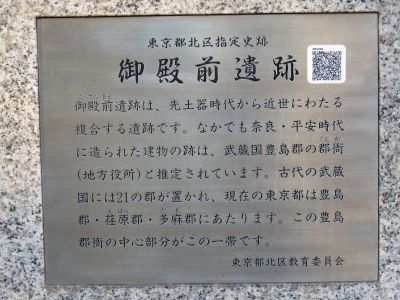 東京都北区指定史跡
御殿前遺跡
御殿前遺跡は、先土器時代から近世にわたる
複合する遺跡です。なかでも奈良・平安時代
に造られた建物の跡は、武蔵国豊島郡の郡衙
(地方役所)と推定されています。古代の武蔵
国には21の郡が置かれ、現在の東京都は豊島
郡・荏原郡・多麻郡にあたります。この豊島
郡衙の中心部分がこの一帯です。
東京都北区教育委員会